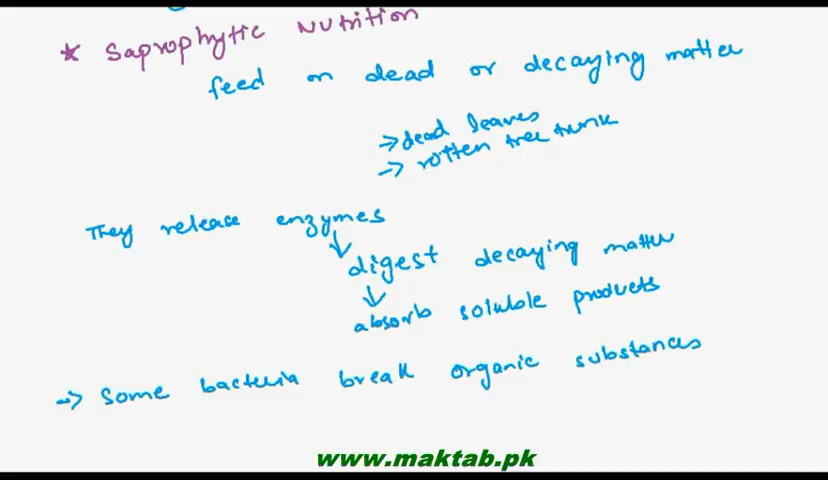 * Saprophytic Nutrition
feed on dead or decaying matter
→ dead leaves
→ rotten tree trunk
They release enzymes
↓
digest decaying matter
↓
absorb soluble products
→ Some bacteria break organic substances
www.maktab.pk